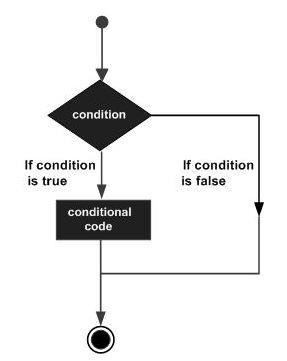 condition
If condition
is true
If condition
is false
conditional
code